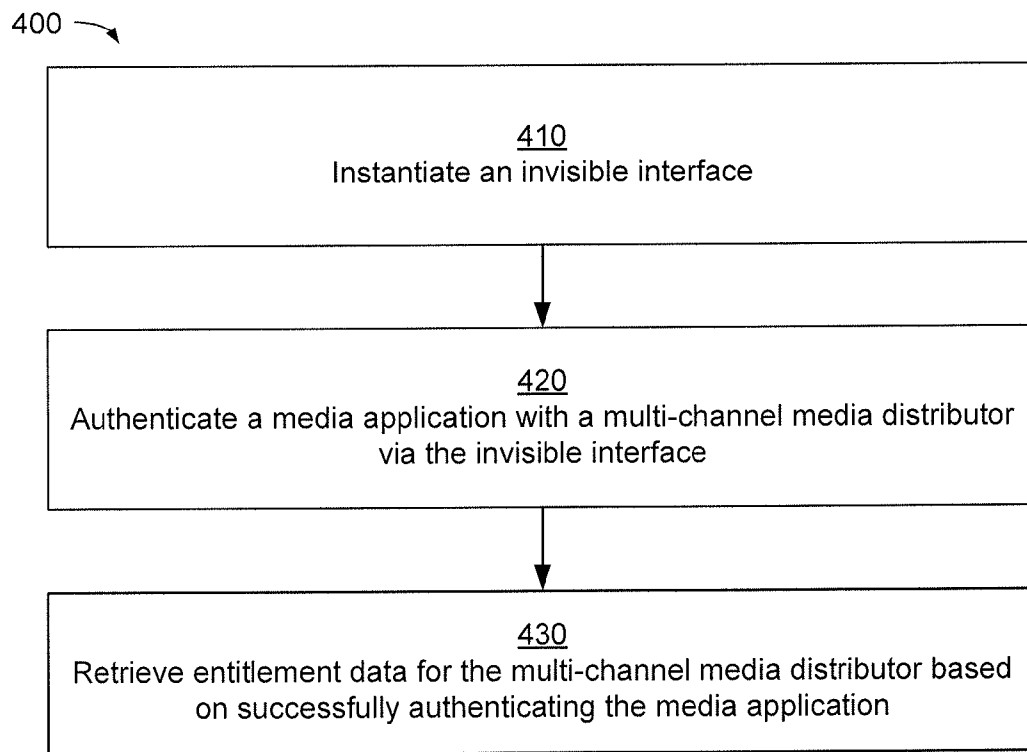 400
410
Instantiate an invisible interface
420
Authenticate a media application with a multi-channel media distributor
via the invisible interface
430
Retrieve entitlement data for the multi-channel media distributor based
on successfully authenticating the media application